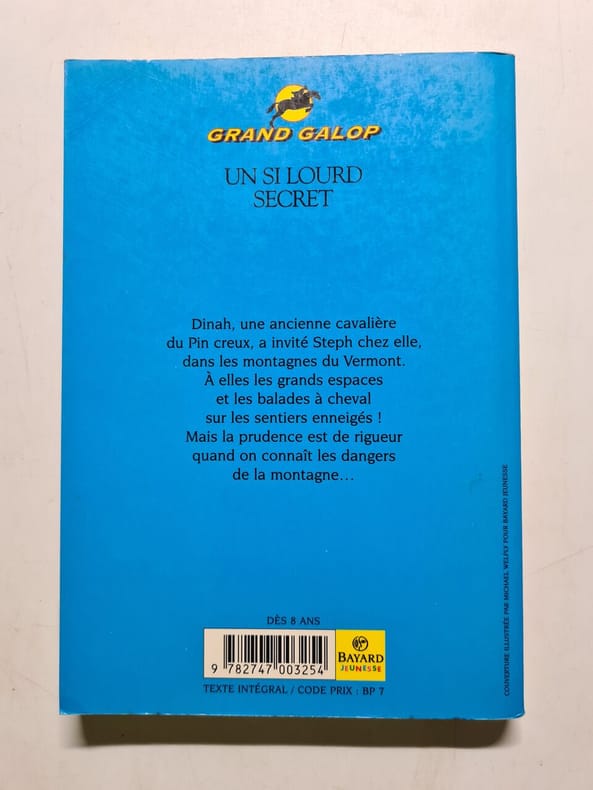 GRAND GALOP
UN SI LOURD
SECRET
Dinah, une ancienne cavalière
du Pin creux, a invité Steph chez elle,
dans les montagnes du Vermont.
À elles les grands espaces
et les balades à cheval
sur les sentiers enneigés !
Mais la prudence est de rigueur
quand on connaît les dangers
de la montagne…
DÈS 8 ANS
9 782747 003254
BAYARD
JEUNESSE
TEXTE INTÉGRAL / CODE PRIX : BP 7
COUVERTURE ILLUSTRÉE PAR MICHAEL WELPLY POUR BAYARD JEUNESSE